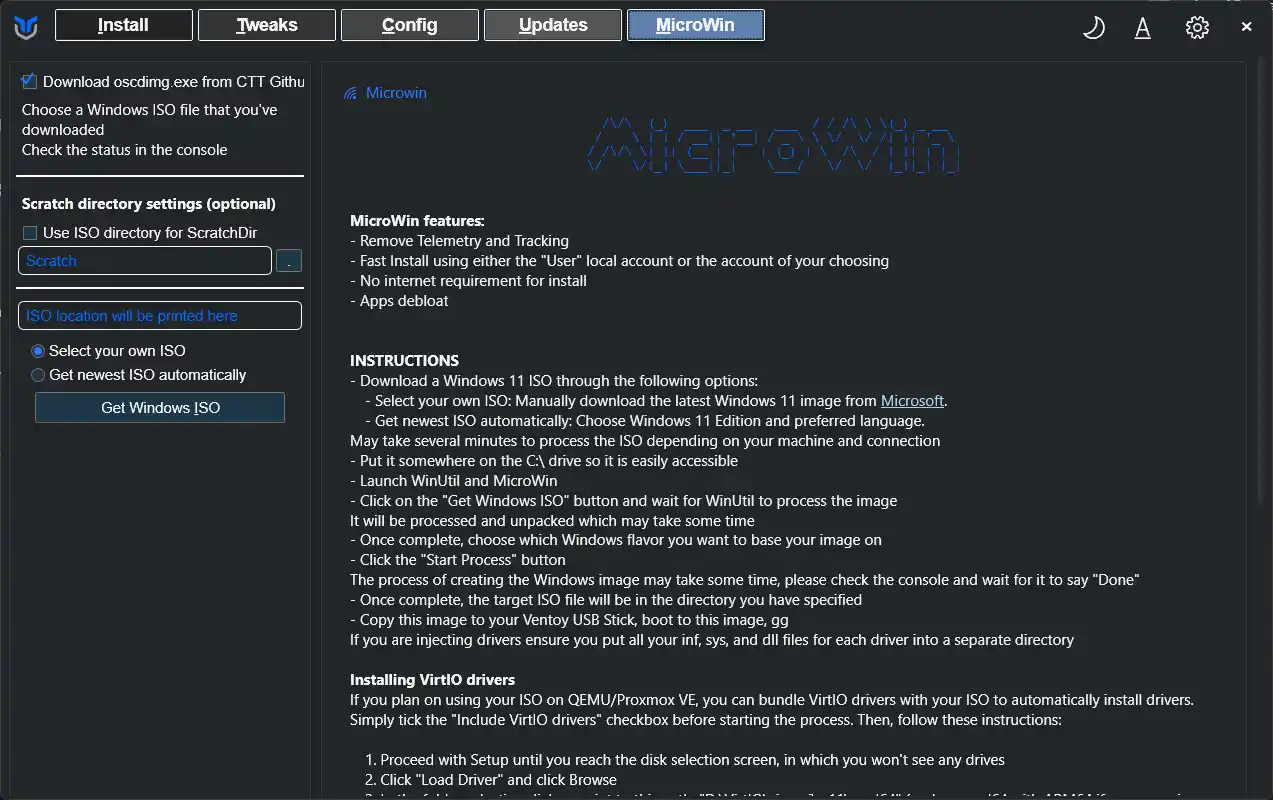 Install Tweaks Config Updates MicroWin
Download oscdimg.exe from CTT Githu
Choose a Windows ISO file that you've
downloaded
Check the status in the console
Scratch directory settings (optional)
Use ISO directory for ScratchDir
Scratch
.
ISO location will be printed here
Select your own ISO
Get newest ISO automatically
Get Windows ISO
Microwin
MicroWin
MicroWin features:
- Remove Telemetry and Tracking
- Fast Install using either the "User" local account or the account of your choosing
- No internet requirement for install
- Apps debloat
INSTRUCTIONS
- Download a Windows 11 ISO through the following options:
- Select your own ISO: Manually download the latest Windows 11 image from Microsoft.
- Get newest ISO automatically: Choose Windows 11 Edition and preferred language.
May take several minutes to process the ISO depending on your machine and connection
- Put it somewhere on the C:\ drive so it is easily accessible
- Launch WinUtil and MicroWin
- Click on the "Get Windows ISO" button and wait for WinUtil to process the image
It will be processed and unpacked which may take some time
- Once complete, choose which Windows flavor you want to base your image on
- Click the "Start Process" button
The process of creating the Windows image may take some time, please check the console and wait for it to say "Done"
- Once complete, the target ISO file will be in the directory you have specified
- Copy this image to your Ventoy USB Stick, boot to this image, gg
If you are injecting drivers ensure you put all your inf, sys, and dll files for each driver into a separate directory
Installing VirtIO drivers
If you plan on using your ISO on QEMU/Proxmox VE, you can bundle VirtIO drivers with your ISO to automatically install drivers.
Simply tick the "Include VirtIO drivers" checkbox before starting the process. Then, follow these instructions:
1. Proceed with Setup until you reach the disk selection screen, in which you won't see any drives
2. Click "Load Driver" and click Browse